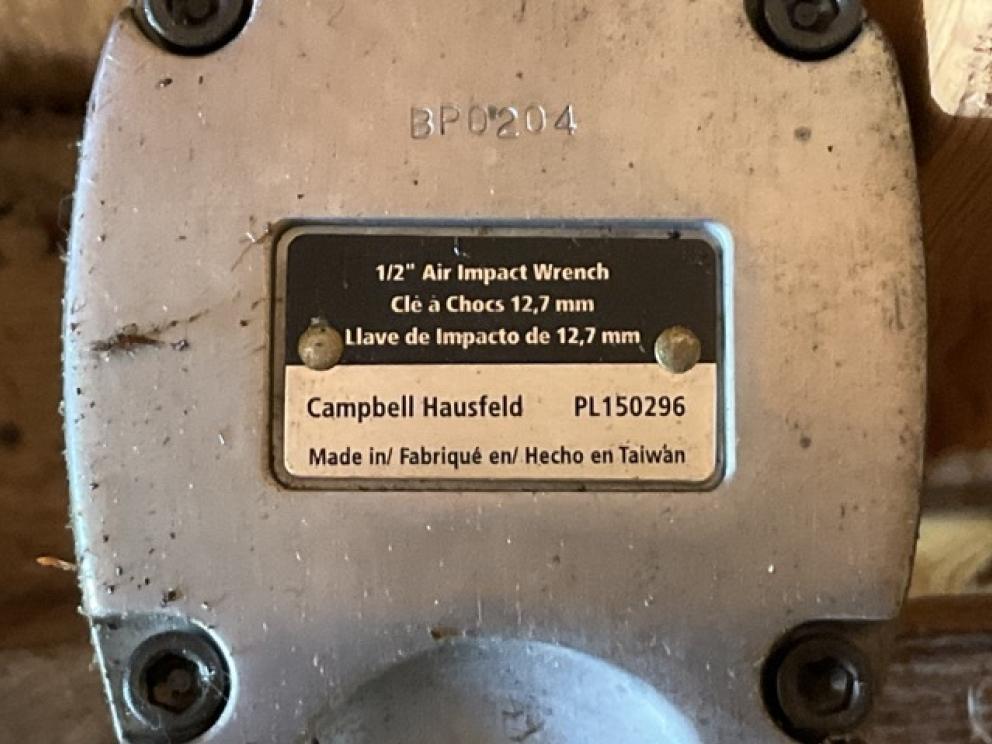 BP0204
1/2" Air Impact Wrench
Clé à Chocs 12,7 mm
Llave de Impacto de 12,7 mm
Campbell Hausfeld PL150296
Made in/ Fabriqué en/ Hecho en Taiwan